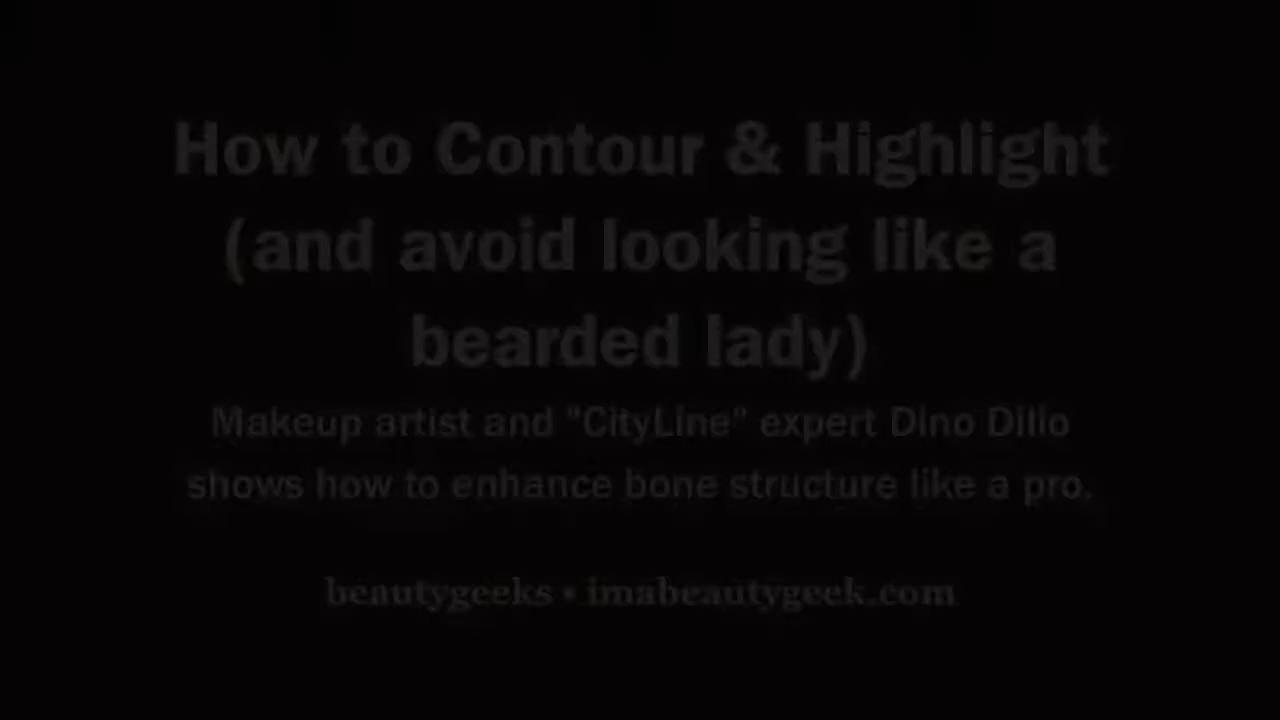 How to Contour & Highlight
(and avoid looking like a
bearded lady)
Makeup artist and "CityLine" expert Dino Dillo
shows how to enhance bone structure like a pro.
beautygeeks • imabeautygeek.com